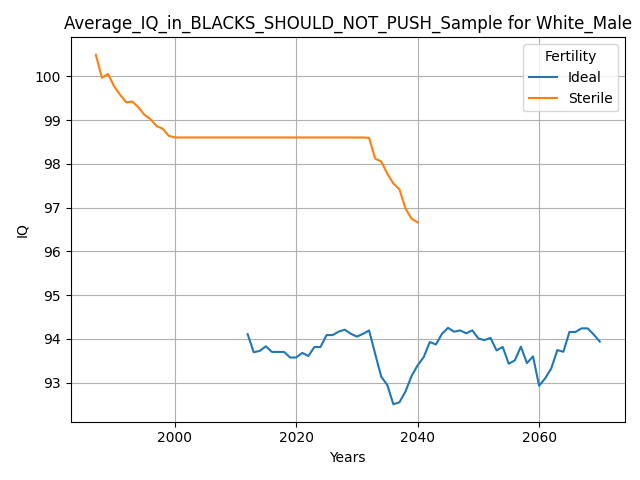 Average_IQ_in_BLACKS_SHOULD_NOT_PUSH_Sample for White_Male
Fertility
Ideal
Sterile
100
99
98
97
96
95
94
93
IQ
2000
2020
2040
2060
Years